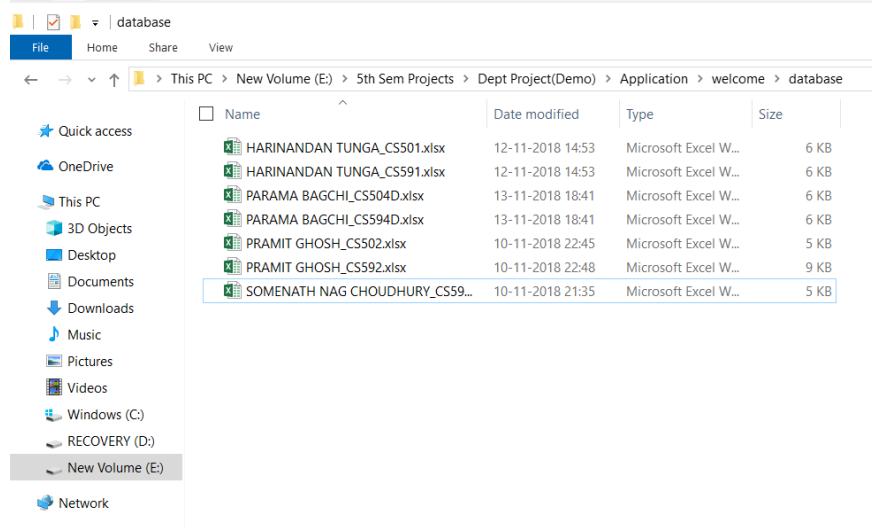 database
File Home Share View
This PC > New Volume (E:) > 5th Sem Projects > Dept Project(Demo) > Application > welcome > database
Name Date modified Type Size
Quick access
OneDrive
This PC
3D Objects
Desktop
Documents
Downloads
Music
Pictures
Videos
Windows (C:)
RECOVERY (D:)
New Volume (E:)
Network
HARINANDAN TUNGA_CS501.xlsx 12-11-2018 14:53 Microsoft Excel W... 6 KB
HARINANDAN TUNGA_CS591.xlsx 12-11-2018 14:53 Microsoft Excel W... 6 KB
PARAMA BAGCHI_CS504D.xlsx 13-11-2018 18:41 Microsoft Excel W... 6 KB
PARAMA BAGCHI_CS594D.xlsx 13-11-2018 18:41 Microsoft Excel W... 6 KB
PRAMIT GHOSH_CS502.xlsx 10-11-2018 22:45 Microsoft Excel W... 5 KB
PRAMIT GHOSH_CS592.xlsx 10-11-2018 22:48 Microsoft Excel W... 9 KB
SOMENATH NAG CHOUDHURY_CS59... 10-11-2018 21:35 Microsoft Excel W... 5 KB